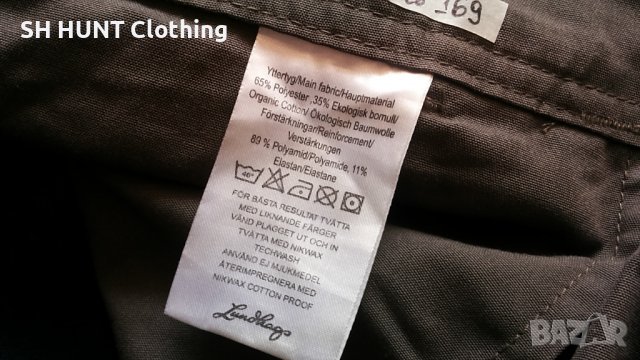 SH HUNT Clothing
169
Yttertyg/Main fabric/Hauptmaterial
65% Polyester ,35% Ekologisk bomull/
Organic Cotton/ Ökologisch Baumwolle
Förstärkningar/Reinforcement/
Verstärkungen
89 % Polyamid/Polyamide, 11%
Elastan/Elastane
40°
FÖR BÄSTA RESULTAT TVÄTTA
MED LIKNANDE FÄRGER
VÄND PLAGGET UT OCH IN
TVÄTTA MED NIKWAX
TECHWASH
ANVÄND EJ MJUKMEDEL
ÅTERIMPREGNERA MED
NIKWAX COTTON PROOF
Lundhags
BAZAR